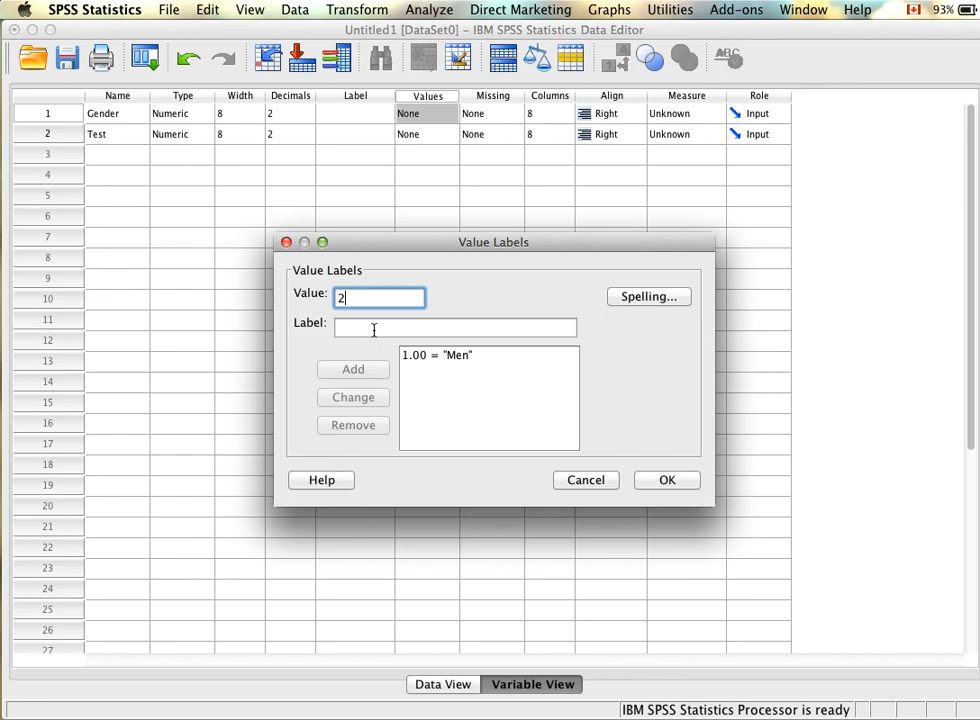 SPSS Statistics File Edit View Data Transform Analyze Direct Marketing Graphs Utilities Add-ons Window Help 93%
Untitled1 [DataSet0] – IBM SPSS Statistics Data Editor
ABC
Name Type Width Decimals Label Values Missing Columns Align Measure Role
1 Gender Numeric 8 2 None None 8 Right Unknown Input
2 Test Numeric 8 2 None None 8 Right Unknown Input
3
4
5
6
7
8
9
10
11
12
13
14
15
16
17
18
19
20
21
22
23
24
25
26
27
Value Labels
Value Labels
Value: 2 Spelling...
Label:
1.00 = "Men"
Add
Change
Remove
Help Cancel OK
Data View Variable View
IBM SPSS Statistics Processor is ready